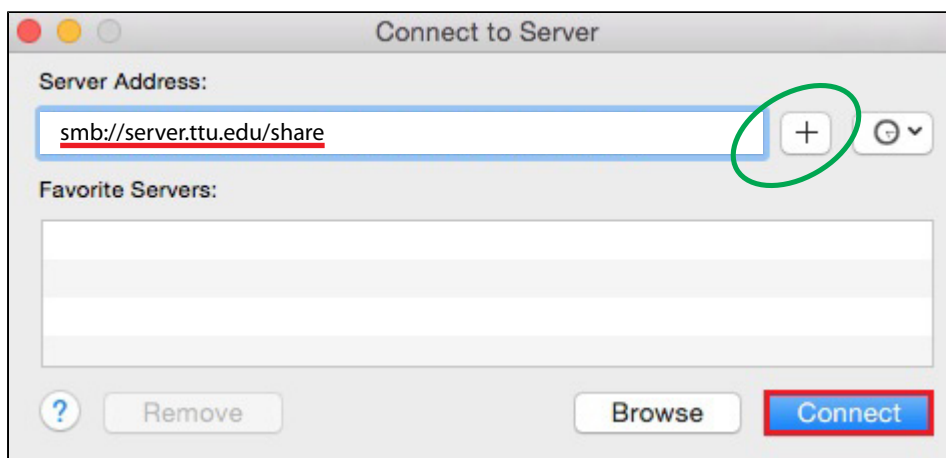 Connect to Server
Server Address:
smb://server.ttu.edu/share
+
Favorite Servers:
?
Remove
Browse
Connect